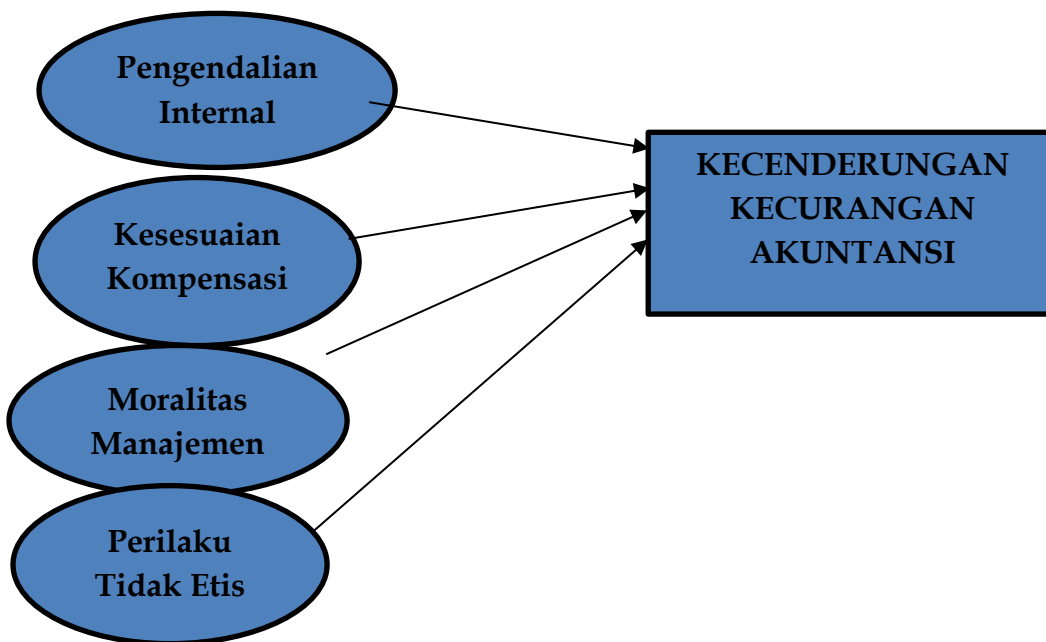 Pengendalian
Internal
Kesesuaian
Kompensasi
Moralitas
Manajemen
Perilaku
Tidak Etis
KECENDERUNGAN
KECURANGAN
AKUNTANSI